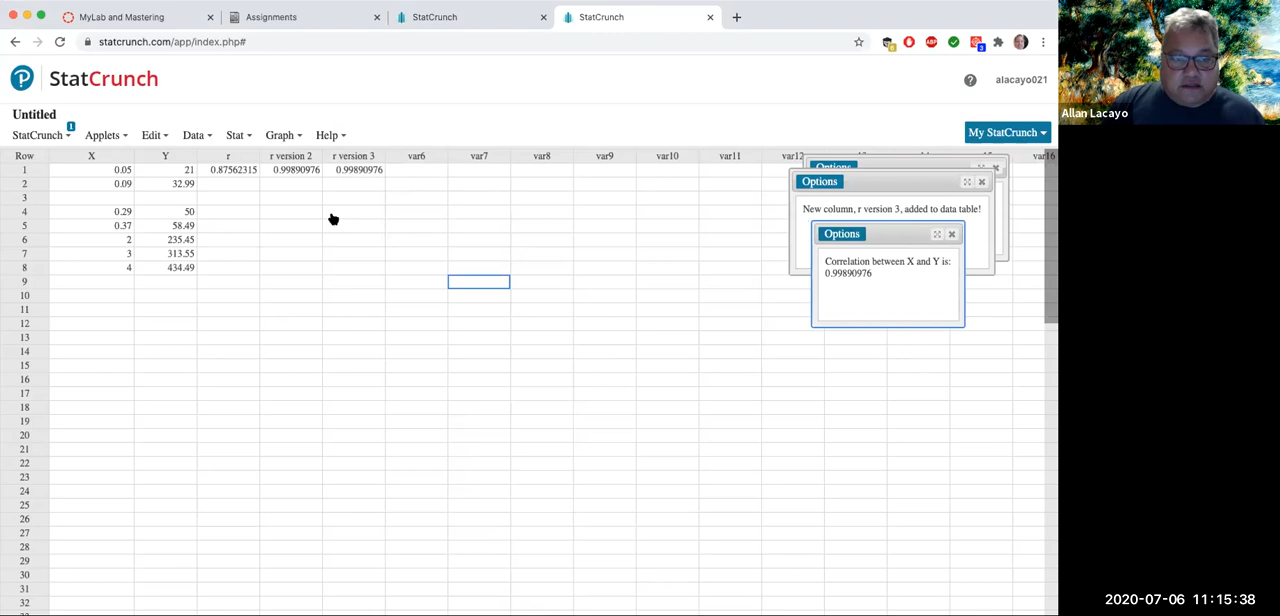 MyLab and Mastering
Assignments
StatCrunch
StatCrunch
statcrunch.com/app/index.php#
StatCrunch
alacayo021
Untitled
StatCrunch 1 Applets Edit Data Stat Graph Help
My StatCrunch
Row X Y r r version 2 r version 3 var6 var7 var8 var9 var10 var11 var12 var16
1 0.05 21 0.87562315 0.99890976 0.99890976
2 0.09 32.99
3
4 0.29 50
5 0.37 58.49
6 2 235.45
7 3 313.55
8 4 434.49
9
10
11
12
13
14
15
16
17
18
19
20
21
22
23
24
25
26
27
28
29
30
31
32
Options
Options
New column, r version 3, added to data table!
Options
Correlation between X and Y is:
0.99890976
Allan Lacayo
2020-07-06 11:15:38